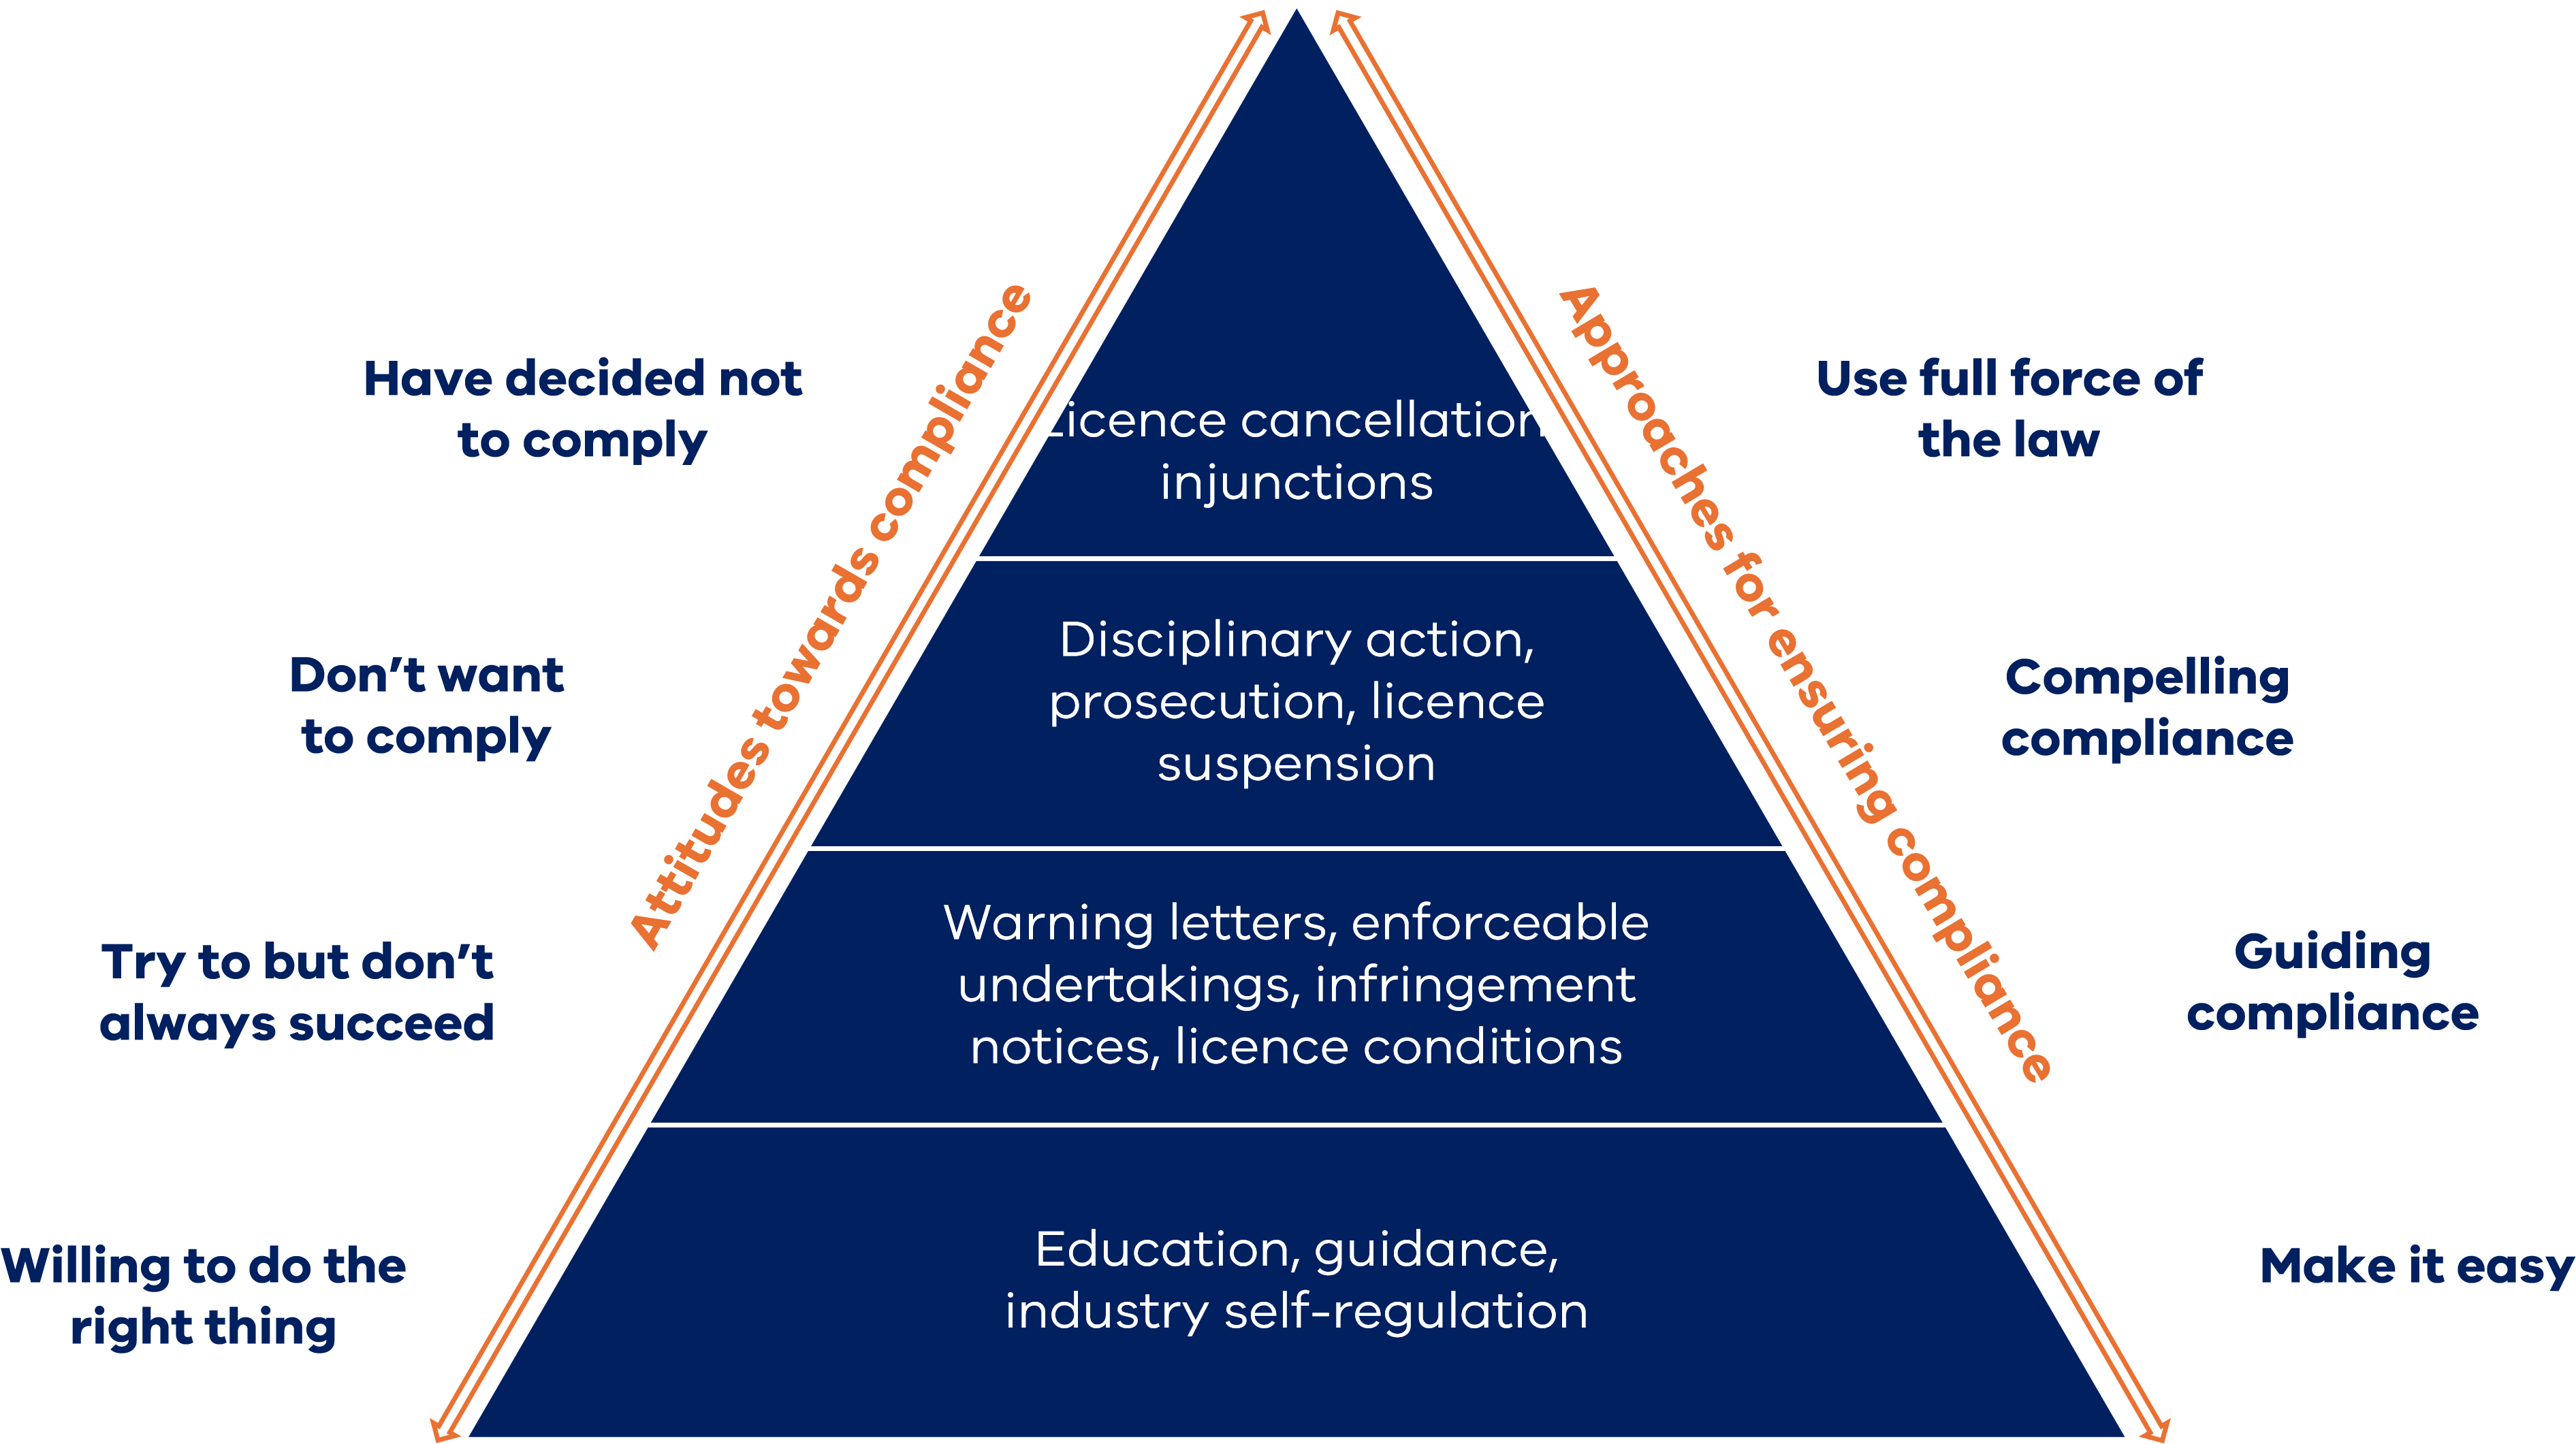 Have decided not
to comply
Attitudes towards compliance
Licence cancellation
injunctions
Approaches for ensuring compliance
Use full force of
the law
Don’t want
to comply
Disciplinary action,
prosecution, licence
suspension
Compelling
compliance
Try to but don’t
always succeed
Warning letters, enforceable
undertakings, infringement
notices, licence conditions
Guiding
compliance
Willing to do the
right thing
Education, guidance,
industry self-regulation
Make it easy